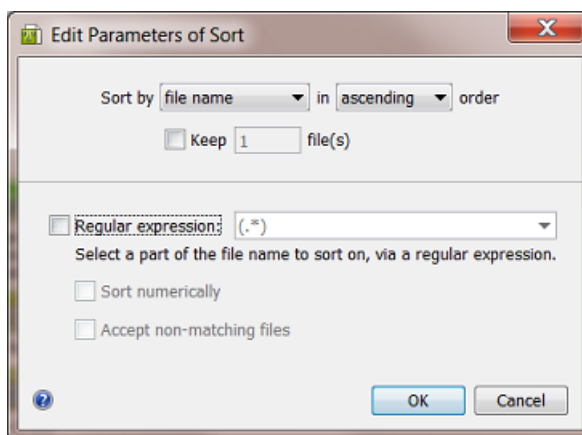 Edit Parameters of Sort
Sort by file name in ascending order
Keep 1 file(s)
Regular expression: (.*)
Select a part of the file name to sort on, via a regular expression.
Sort numerically
Accept non-matching files
OK Cancel